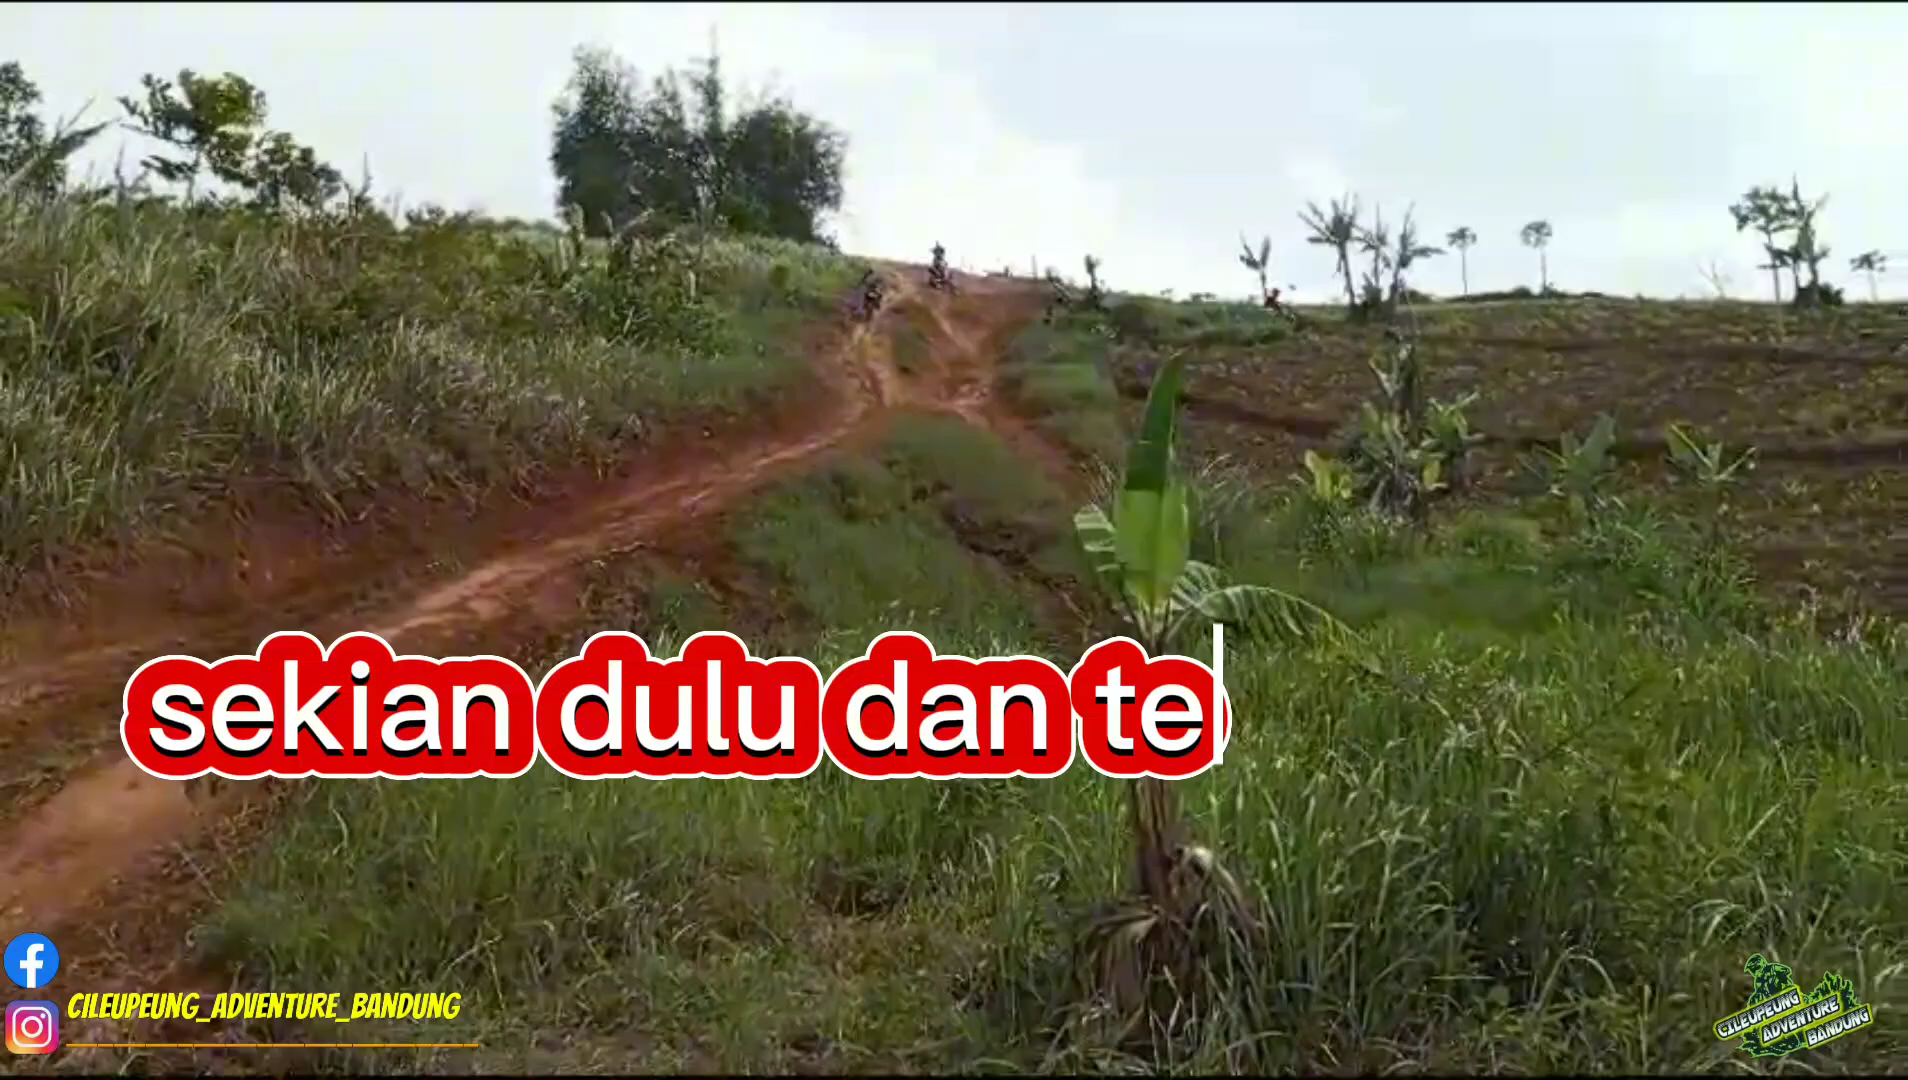 sekian dulu dan te
CILEUPEUNG_ADVENTURE_BANDUNG
CILEUPEUNG
ADVENTURE
BANDUNG